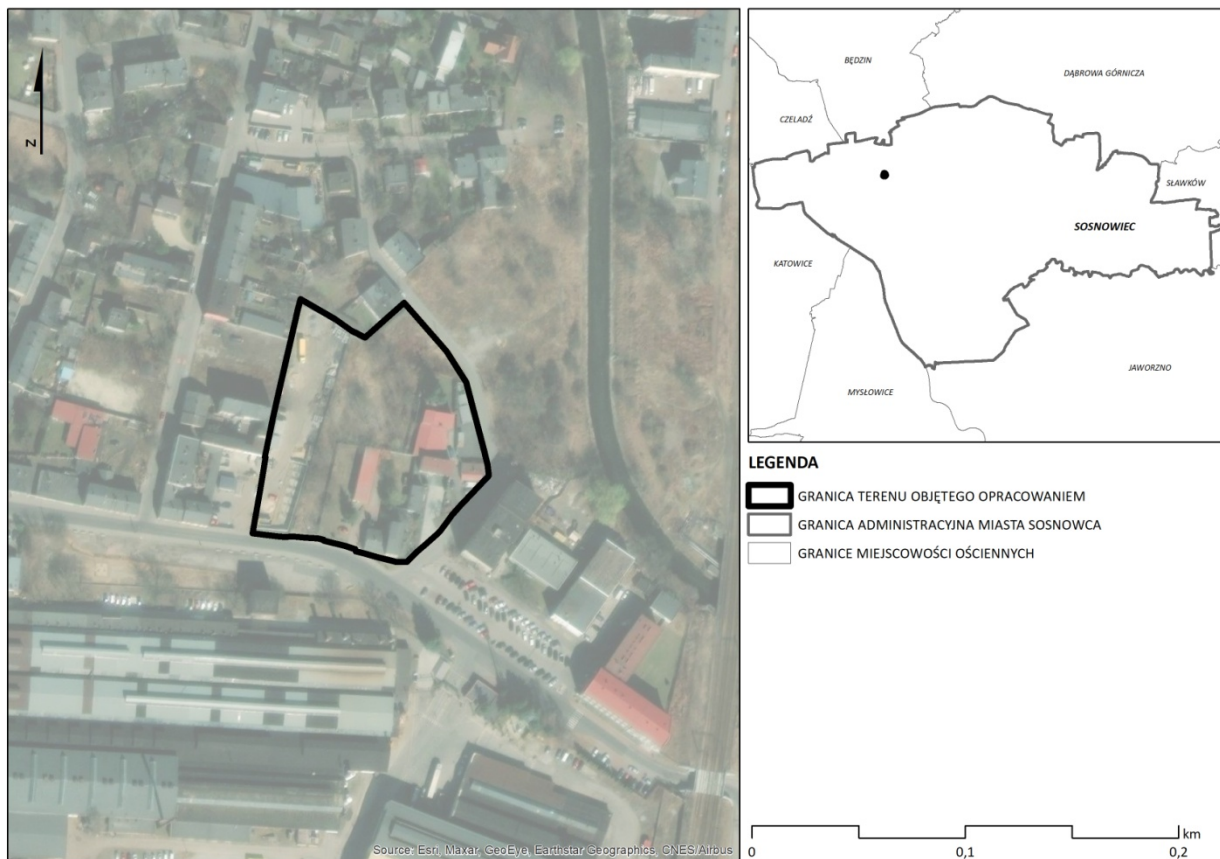 N
Source: Esri, Maxar, GeoEye, Earthstar Geographics, CNES/Airbus
BĘDZIN
DĄBROWA GÓRNICZA
CZELADŹ
SŁAWKÓW
SOSNOWIEC
KATOWICE
JAWORZNO
MYSŁOWICE
LEGENDA
GRANICA TERENU OBJĘTEGO OPRACOWANIEM
GRANICA ADMINISTRACYJNA MIASTA SOSNOWCA
GRANICE MIEJSCOWOŚCI OŚCIENNYCH
km
0 0,1 0,2